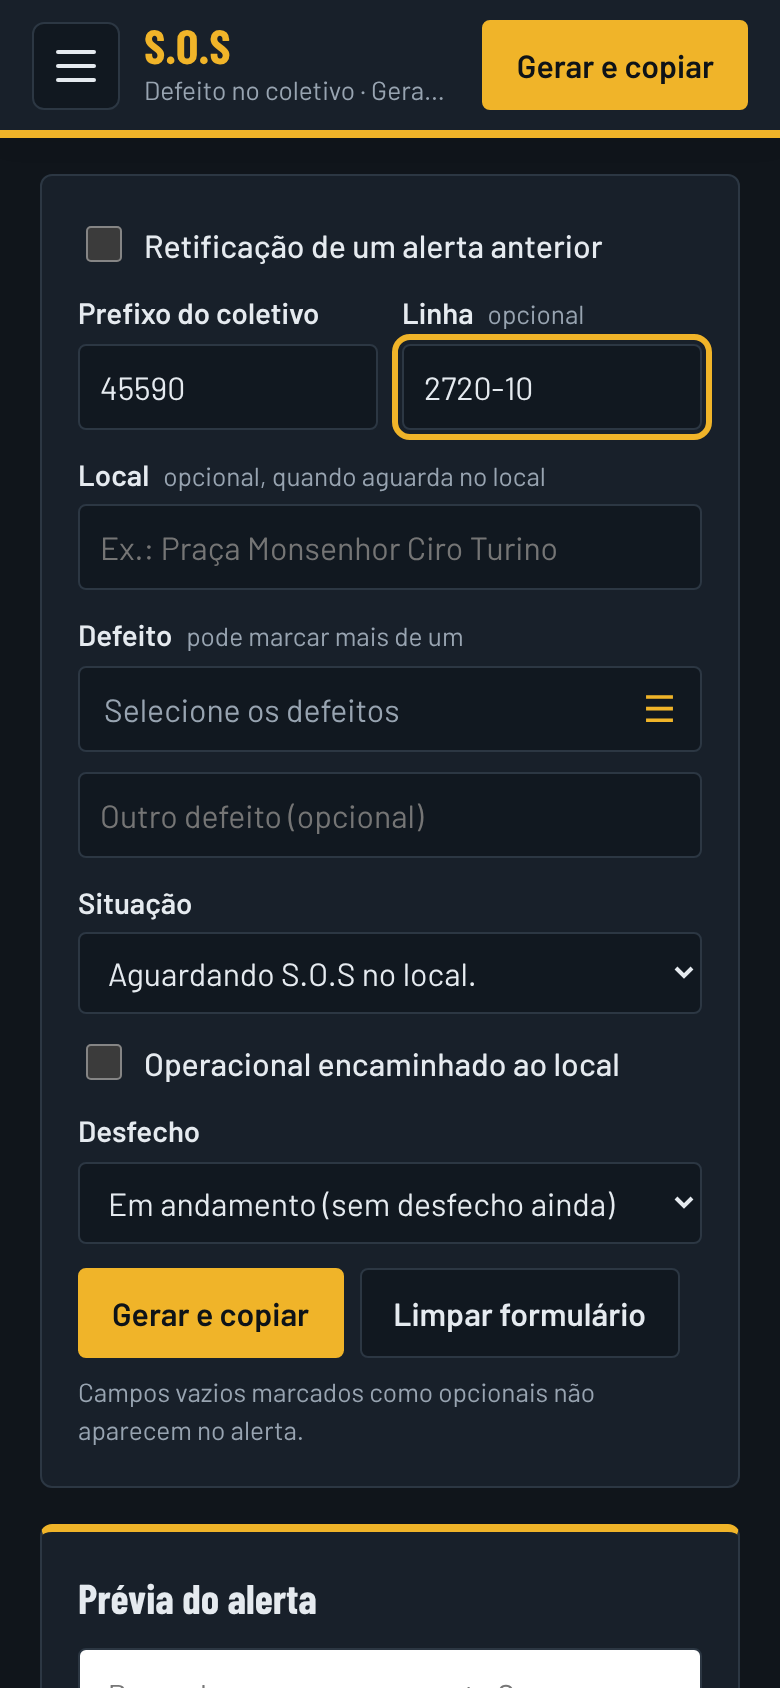 S.O.S
Defeito no coletivo · Gera...
Gerar e copiar
Retificação de um alerta anterior
Prefixo do coletivo
Linha opcional
45590
2720-10
Local opcional, quando aguarda no local
Ex.: Praça Monsenhor Ciro Turino
Defeito pode marcar mais de um
Selecione os defeitos
Outro defeito (opcional)
Situação
Aguardando S.O.S no local.
Operacional encaminhado ao local
Desfecho
Em andamento (sem desfecho ainda)
Gerar e copiar
Limpar formulário
Campos vazios marcados como opcionais não
aparecem no alerta.
Prévia do alerta